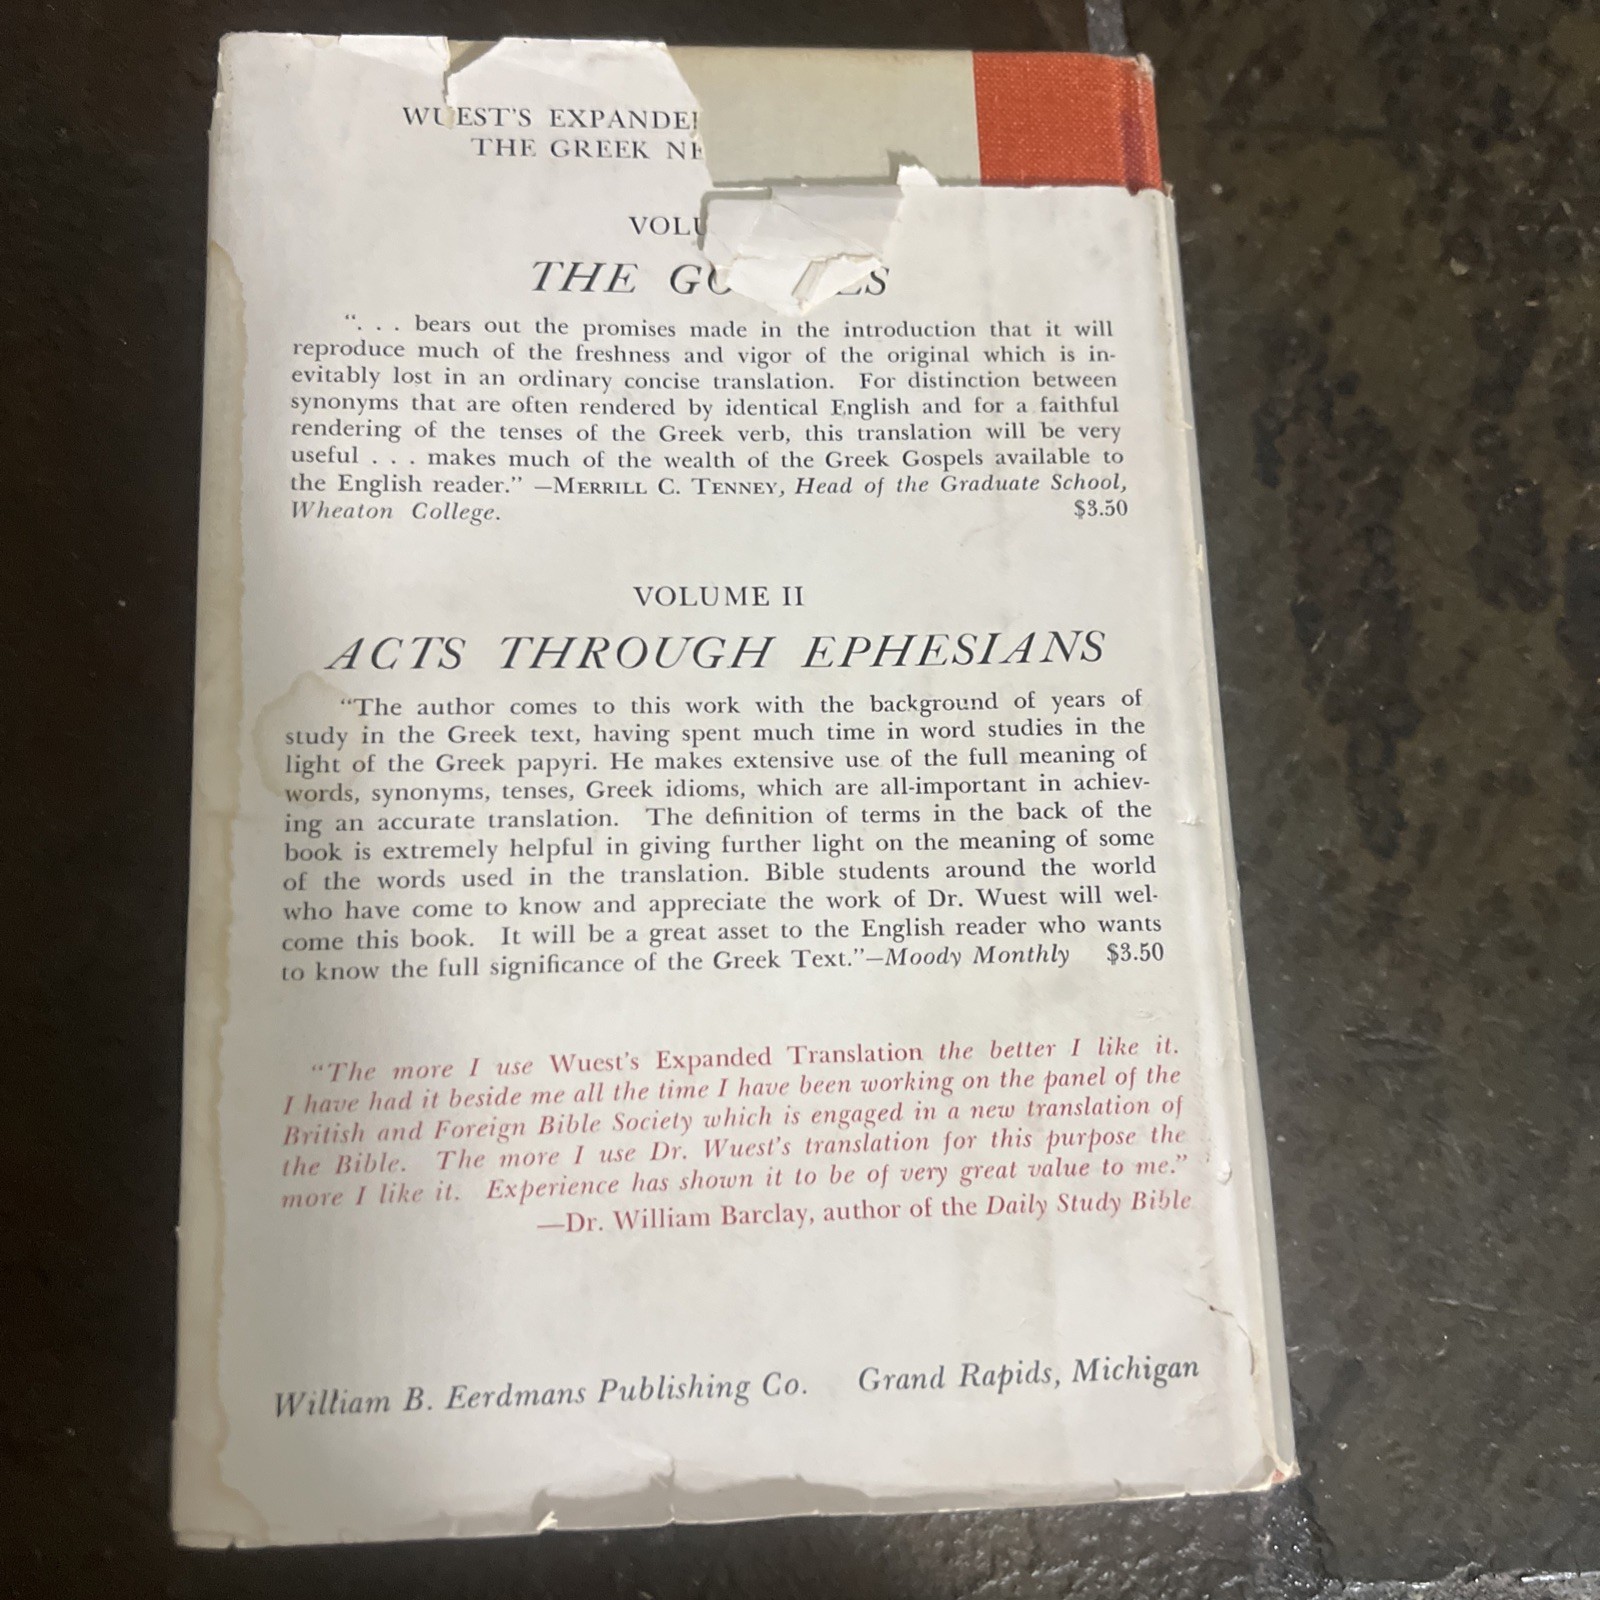 WUEST'S EXPANDE
THE GREEK NE
VOLU
THE GO ES
". . . bears out the promises made in the introduction that it will
reproduce much of the freshness and vigor of the original which is in-
evitably lost in an ordinary concise translation. For distinction between
synonyms that are often rendered by identical English and for a faithful
rendering of the tenses of the Greek verb, this translation will be very
useful . . . makes much of the wealth of the Greek Gospels available to
the English reader." —MERRILL C. TENNEY, Head of the Graduate School,
Wheaton College. $3.50
VOLUME II
ACTS THROUGH EPHESIANS
"The author comes to this work with the background of years of
study in the Greek text, having spent much time in word studies in the
light of the Greek papyri. He makes extensive use of the full meaning of
words, synonyms, tenses, Greek idioms, which are all-important in achiev-
ing an accurate translation. The definition of terms in the back of the
book is extremely helpful in giving further light on the meaning of some
of the words used in the translation. Bible students around the world
who have come to know and appreciate the work of Dr. Wuest will wel-
come this book. It will be a great asset to the English reader who wants
to know the full significance of the Greek Text."—Moody Monthly $3.50
"The more I use Wuest's Expanded Translation the better I like it.
I have had it beside me all the time I have been working on the panel of the
British and Foreign Bible Society which is engaged in a new translation of
the Bible. The more I use Dr. Wuest's translation for this purpose the
more I like it. Experience has shown it to be of very great value to me."
—Dr. William Barclay, author of the Daily Study Bible
William B. Eerdmans Publishing Co. Grand Rapids, Michigan